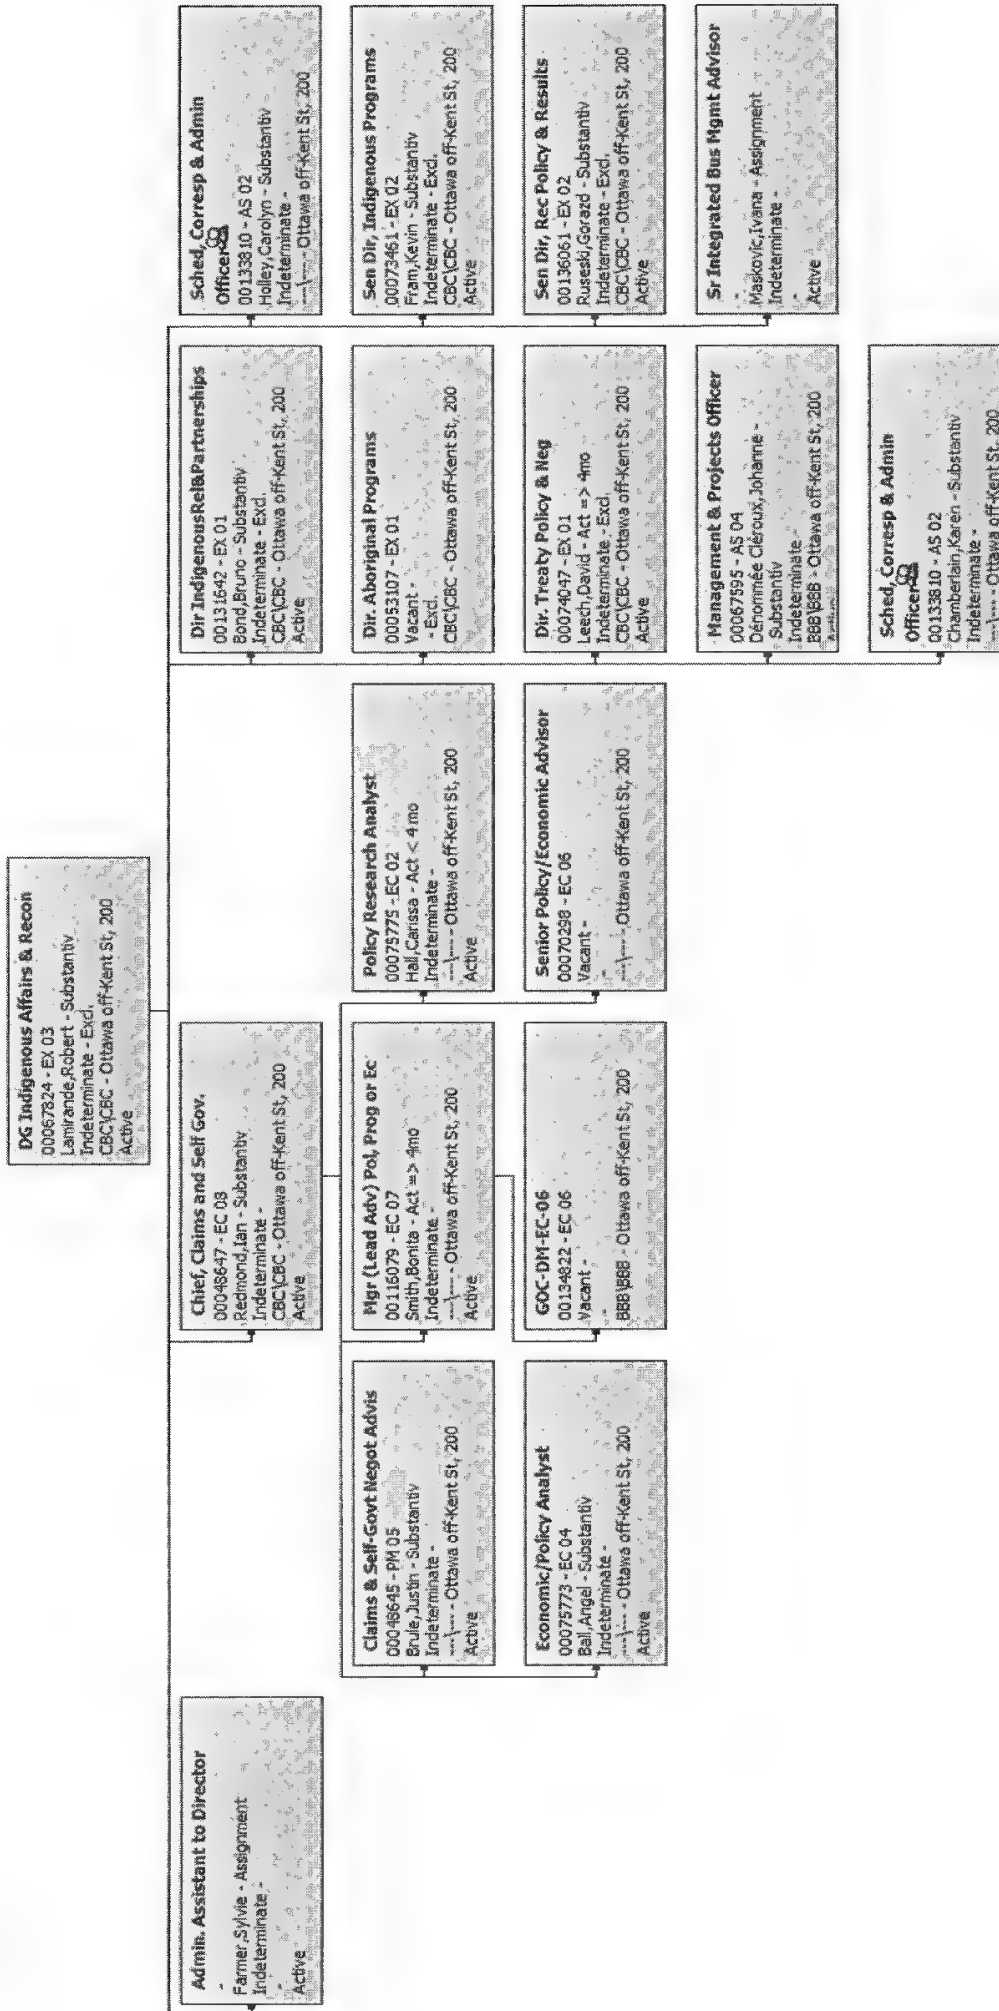 DG Indigenous Affairs & Recon
00067824 - EX 03
Lamirande,Robert - Substantiv
Indeterminate - Excl.
CBC\CBC - Ottawa off-Kent St, 200
Active
Admin. Assistant to Director
-
Farmer,Sylvie - Assignment
Indeterminate -
-
Active
Chief, Claims and Self Gov.
00048647 - EC 08
Redmond,Ian - Substantiv
Indeterminate -
CBC\CBC - Ottawa off-Kent St, 200
Active
Claims & Self-Govt Negot Advis
00048645 - PM 05
Brule,Justin - Substantiv
Indeterminate -
---\--- - Ottawa off-Kent St, 200
Active
Economic/Policy Analyst
00075773 - EC 04
Ball,Angel - Substantiv
Indeterminate -
---\--- - Ottawa off-Kent St, 200
Active
Mgr (Lead Adv) Pol, Prog or Ec
00116079 - EC 07
Smith,Bonita - Act => 4mo
Indeterminate -
---\--- - Ottawa off-Kent St, 200
Active
GOC-DM-EC-06
00134822 - EC 06
Vacant -
-
BBB\BBB - Ottawa off-Kent St, 200
Policy Research Analyst
00075775 - EC 02
Hall,Carissa - Act < 4 mo
Indeterminate -
---\--- - Ottawa off-Kent St, 200
Active
Senior Policy/Economic Advisor
00070298 - EC 06
Vacant -
-
---\--- - Ottawa off-Kent St, 200
Dir IndigenousRel&Partnerships
00131642 - EX 01
Bond,Bruno - Substantiv
Indeterminate - Excl.
CBC\CBC - Ottawa off-Kent St, 200
Active
Dir. Aboriginal Programs
00053107 - EX 01
Vacant -
- Excl.
CBC\CBC - Ottawa off-Kent St, 200
Dir. Treaty Policy & Neg
00074047 - EX 01
Leech,David - Act => 4mo
Indeterminate - Excl.
CBC\CBC - Ottawa off-Kent St, 200
Active
Management & Projects Officer
00067595 - AS 04
Dénommée Cléroux,Johanne -
Substantiv
Indeterminate -
BBB\BBB - Ottawa off-Kent St, 200
Active
Sched, Corresp & Admin
Officer
00133810 - AS 02
Chamberlain,Karen - Substantiv
Indeterminate -
---\--- - Ottawa off-Kent St, 200
Sched, Corresp & Admin
Officer
00133810 - AS 02
Holley,Carolyn - Substantiv
Indeterminate -
---\--- - Ottawa off-Kent St, 200
Sen Dir, Indigenous Programs
00073461 - EX 02
Fram,Kevin - Substantiv
Indeterminate - Excl.
CBC\CBC - Ottawa off-Kent St, 200
Active
Sen Dir, Rec Policy & Results
00136061 - EX 02
Ruseski,Gorazd - Substantiv
Indeterminate - Excl.
CBC\CBC - Ottawa off-Kent St, 200
Active
Sr Integrated Bus Mgmt Advisor
-
Maskovic,Ivana - Assignment
Indeterminate -
-
Active